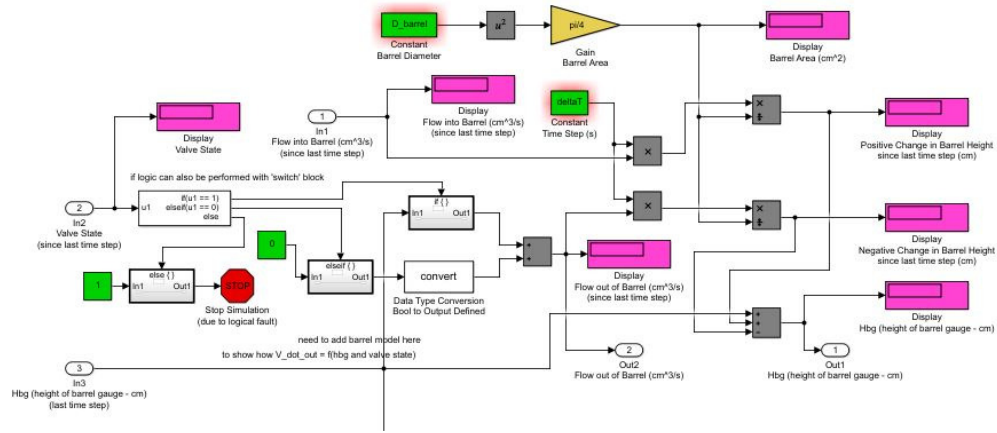 D_barrel
Constant
Barrel Diameter
u²
pi/4
Gain
Barrel Area
Display
Barrel Area (cm^2)
Display
Valve State
1
In1
Flow into Barrel (cm^3/s)
(since last time step)
Display
Flow into Barrel (cm^3/s)
(since last time step)
deltaT
Constant
Time Step (s)
×
×
÷
Display
Positive Change in Barrel Height
since last time step (cm)
if logic can also be performed with 'switch' block
2
In2
Valve State
(since last time step)
u1
if(u1 == 1)
elseif(u1 == 0)
else
if { }
In1
Out1
×
×
÷
Display
Negative Change in Barrel Height
since last time step (cm)
1
else { }
In1
Out1
STOP
Stop Simulation
(due to logical fault)
0
elseif { }
In1
Out1
convert
Data Type Conversion
Bool to Output Defined
+
+
Display
Flow out of Barrel (cm^3/s)
(since last time step)
Display
Hbg (height of barrel gauge - cm)
+
+
−
need to add barrel model here
to show how V_dot_out = f(hbg and valve state)
3
In3
Hbg (height of barrel gauge - cm)
(last time step)
2
Out2
Flow out of Barrel (cm^3/s)
1
Out1
Hbg (height of barrel gauge - cm)